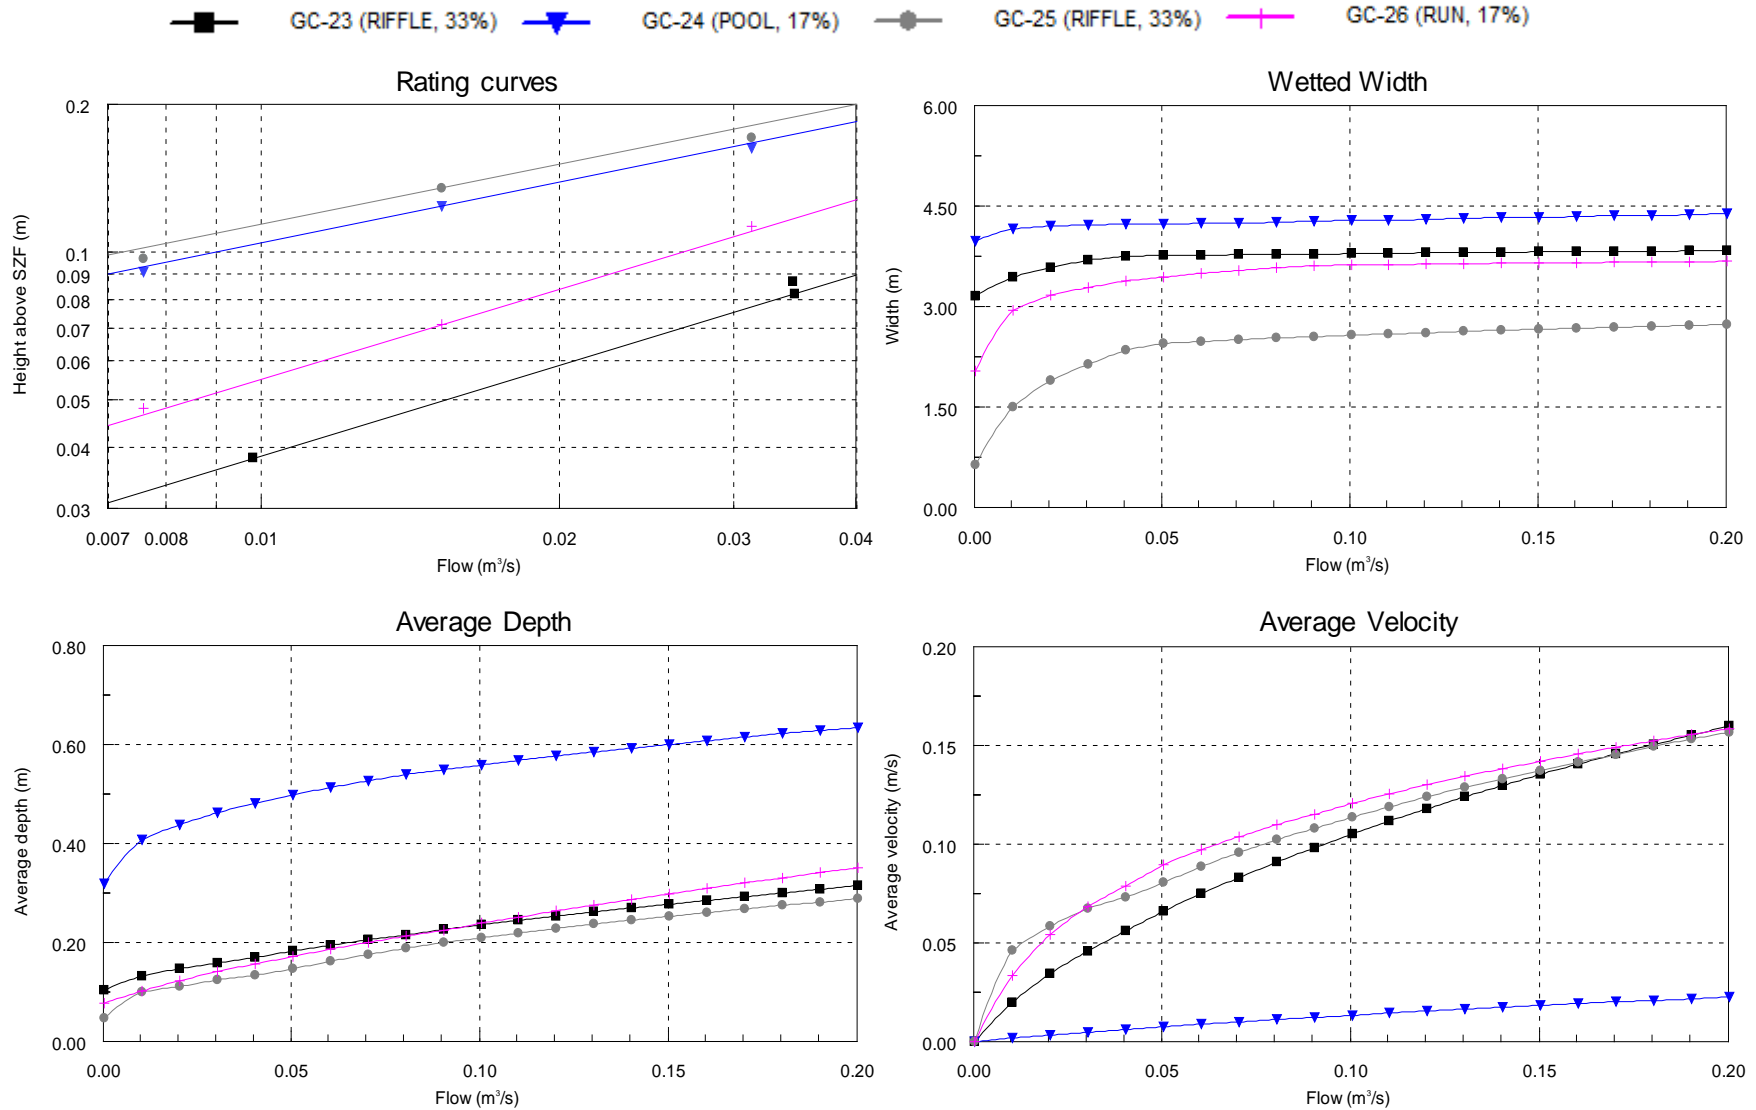 GC-23 (RIFFLE, 33%) GC-24 (POOL, 17%) GC-25 (RIFFLE, 33%) GC-26 (RUN, 17%)
Rating curves
Height above SZF (m)
0.2
0.1
0.09
0.08
0.07
0.06
0.05
0.04
0.03
0.007 0.008 0.01 0.02 0.03 0.04
Flow (m³/s)
Wetted Width
Width (m)
6.00
4.50
3.00
1.50
0.00
0.00 0.05 0.10 0.15 0.20
Flow (m³/s)
Average Depth
Average depth (m)
0.80
0.60
0.40
0.20
0.00
0.00 0.05 0.10 0.15 0.20
Flow (m³/s)
Average Velocity
Average velocity (m/s)
0.20
0.15
0.10
0.05
0.00
0.00 0.05 0.10 0.15 0.20
Flow (m³/s)